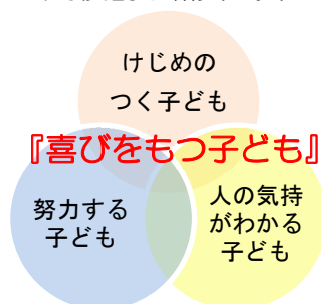 けじめの
つく子ども
『喜びをもつ子ども』
努力する
子ども
人の気持
がわかる
子ども